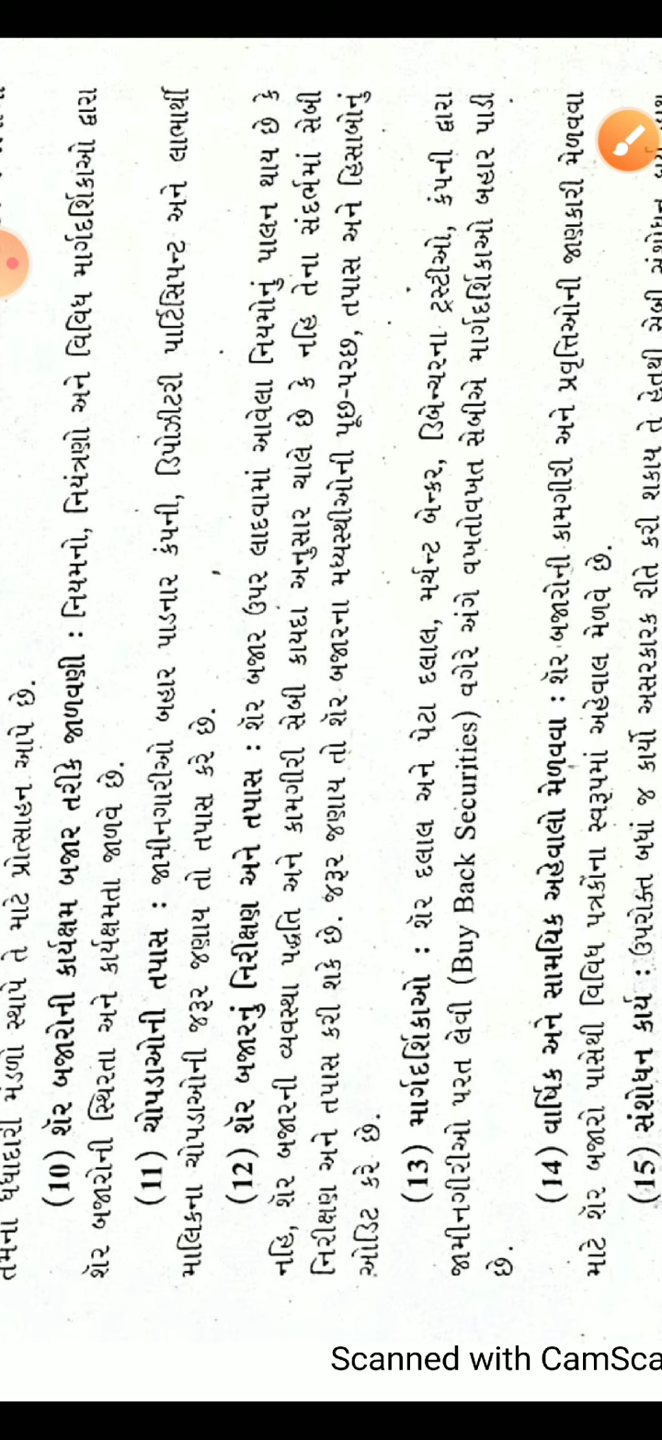 તેમના ધંધાદારી મંડળો સ્થાપે તે માટે પ્રોત્સાહન આપે છે.
(10) શૅર બજારોની કાર્યક્ષમ બજાર તરીકે જાળવણી : નિયમનો, નિયંત્રણો અને વિવિધ માર્ગદર્શિકાઓ દ્વારા
શૅર બજારોની સ્થિરતા અને કાર્યક્ષમતા જાળવે છે.
(11) ચોપડાઓની તપાસ : જામીનગારીઓ બહાર પાડનાર કંપની, ડિપોઝીટરી પાર્ટિસિપન્ટ અને લાભાર્થી
માલિકના ચોપડાઓની જરૂર જણાય તો તપાસ કરે છે.
(12) શૅર બજારનું નિરીક્ષણ અને તપાસ : શૅર બજાર ઉપર લાદવામાં આવેલા નિયમોનું પાલન થાય છે કે
નહિ, શૅર બજારની વ્યવસ્થા પદ્ધતિ અને કામગીરી સેબી કાયદા અનુસાર ચાલે છે કે નહિ તેના સંદર્ભમાં સેબી
નિરીક્ષણ અને તપાસ કરી શકે છે. જરૂર જણાય તો શૅર બજારના મધ્યસ્થીઓની પૂછ-પરછ, તપાસ અને હિસાબોનું
ઓડિટ કરે છે.
(13) માર્ગદર્શિકાઓ : શૅર દલાલ અને પેટા દલાલ, મર્ચન્ટ બેન્કર, ડિબેન્ચરના ટ્રસ્ટીઓ, કંપની દ્વારા
જામીનગીરીઓ પરત લેવી (Buy Back Securities) વગેરે અંગે વખતોવખત સેબીએ માર્ગદર્શિકાઓ બહાર પાડી
છે.
(14) વાર્ષિક અને સામયિક અહેવાલો મેળવવા : શૅર બજારોની કામગીરી અને પ્રવૃત્તિઓની જાણકારી મેળવવા
માટે શૅર બજારો પાસેથી વિવિધ પત્રકોના સ્વરૂપમાં અહેવાલ મેળવે છે.
(15) સંશોધન કાર્ય : ઉપરોક્ત બધાં જ કાર્યો અસરકારક રીતે કરી શકાય તે હેતથી સેબી સંશોધન
Scanned with CamSca